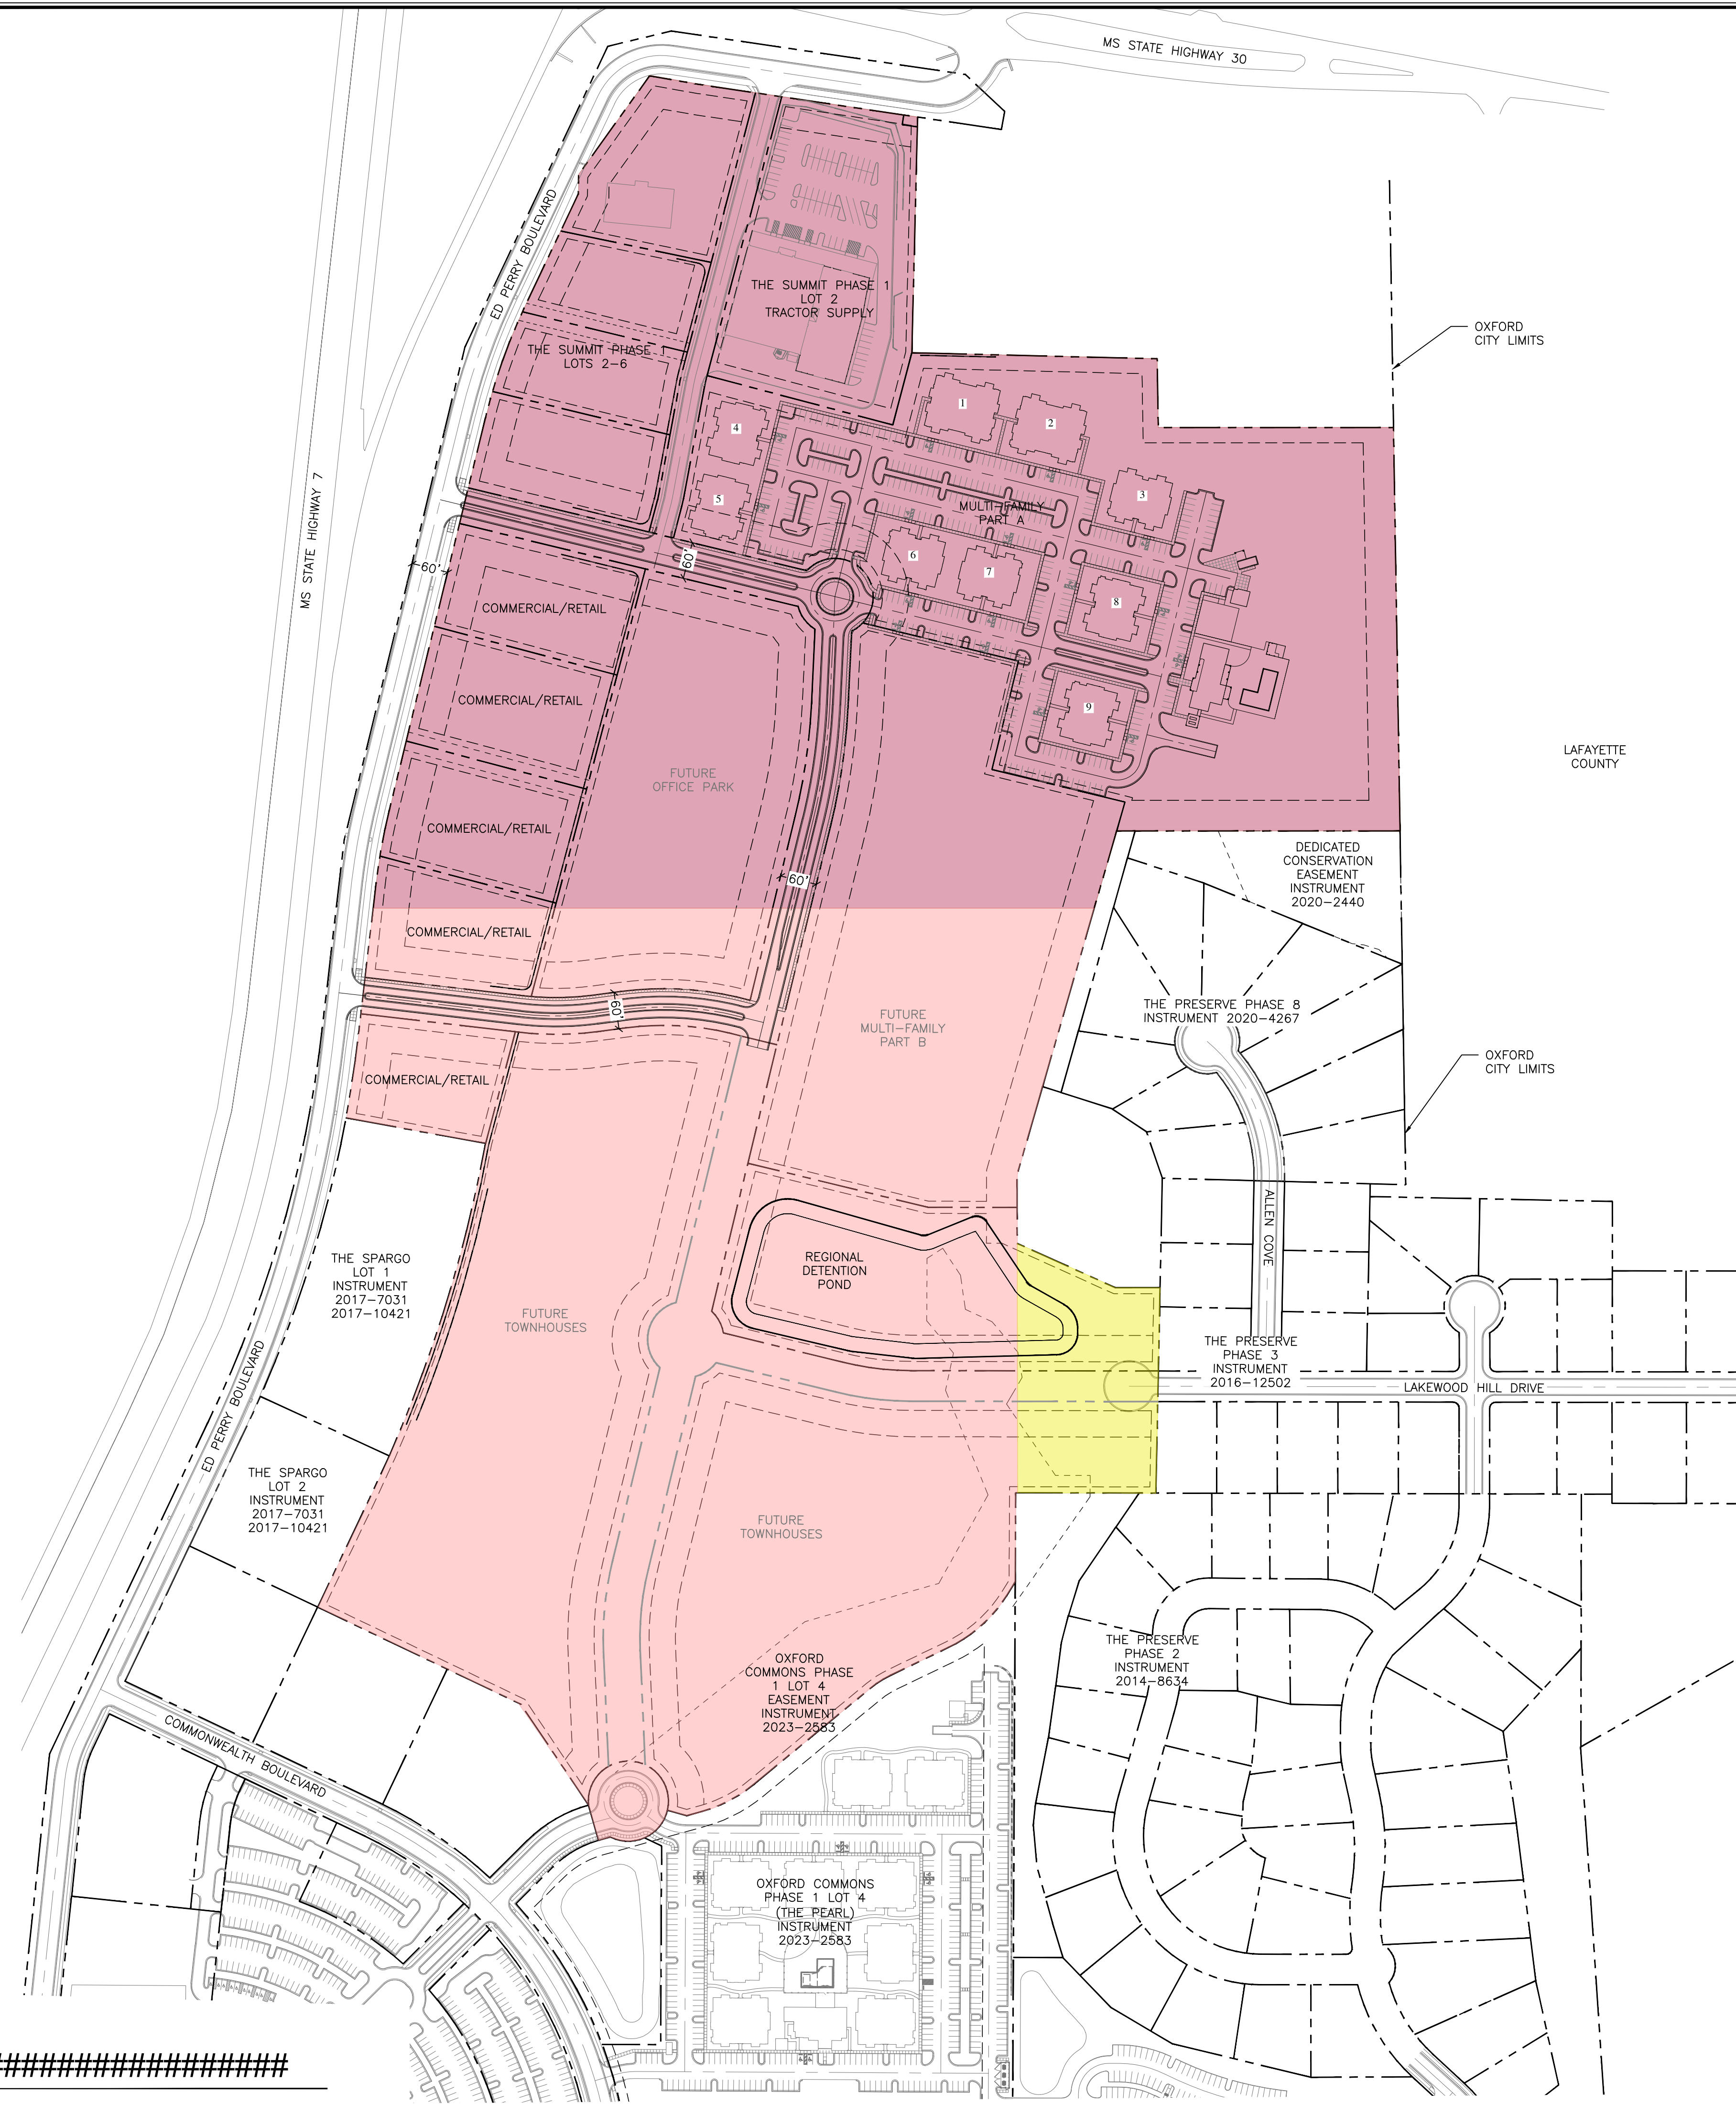 MS STATE HIGHWAY 30
ED PERRY BOULEVARD
THE SUMMIT PHASE 1
LOT 2
TRACTOR SUPPLY
OXFORD
CITY LIMITS
THE SUMMIT PHASE 1
LOTS 2-6
1
2
4
3
5
MULTI-FAMILY
PART A
6
7
8
9
MS STATE HIGHWAY 7
60'
60'
COMMERCIAL/RETAIL
COMMERCIAL/RETAIL
FUTURE
OFFICE PARK
LAFAYETTE
COUNTY
COMMERCIAL/RETAIL
60'
DEDICATED
CONSERVATION
EASEMENT
INSTRUMENT
2020-2440
COMMERCIAL/RETAIL
60'
FUTURE
MULTI-FAMILY
PART B
THE PRESERVE PHASE 8
INSTRUMENT 2020-4267
OXFORD
CITY LIMITS
COMMERCIAL/RETAIL
ALLEN COVE
THE SPARGO
LOT 1
INSTRUMENT
2017-7031
2017-10421
REGIONAL
DETENTION
POND
FUTURE
TOWNHOUSES
THE PRESERVE
PHASE 3
INSTRUMENT
2016-12502
LAKEWOOD HILL DRIVE
ED PERRY BOULEVARD
THE SPARGO
LOT 2
INSTRUMENT
2017-7031
2017-10421
FUTURE
TOWNHOUSES
OXFORD
COMMONS PHASE
1 LOT 4
EASEMENT
INSTRUMENT
2023-2583
THE PRESERVE
PHASE 2
INSTRUMENT
2014-8634
COMMONWEALTH BOULEVARD
OXFORD COMMONS
PHASE 1 LOT 4
(THE PEARL)
INSTRUMENT
2023-2583
##################